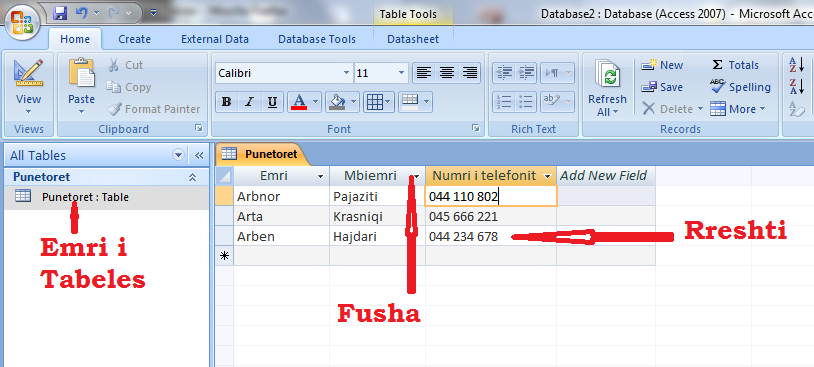 Table Tools
Database2 : Database (Access 2007) - Microsoft Acc
Home
Create
External Data
Database Tools
Datasheet
View
Views
Paste
Cut
Copy
Format Painter
Clipboard
Calibri
11
B I U A
Font
Rich Text
Refresh All
New
Save
Delete
Totals
Spelling
More
Records
All Tables
Punetoret
Punetoret : Table
Punetoret
Emri Mbiemri Numri i telefonit Add New Field
Arbnor Pajaziti 044 110 802
Arta Krasniqi 045 666 221
Arben Hajdari 044 234 678
Emri i
Tabeles
Fusha
Rreshti